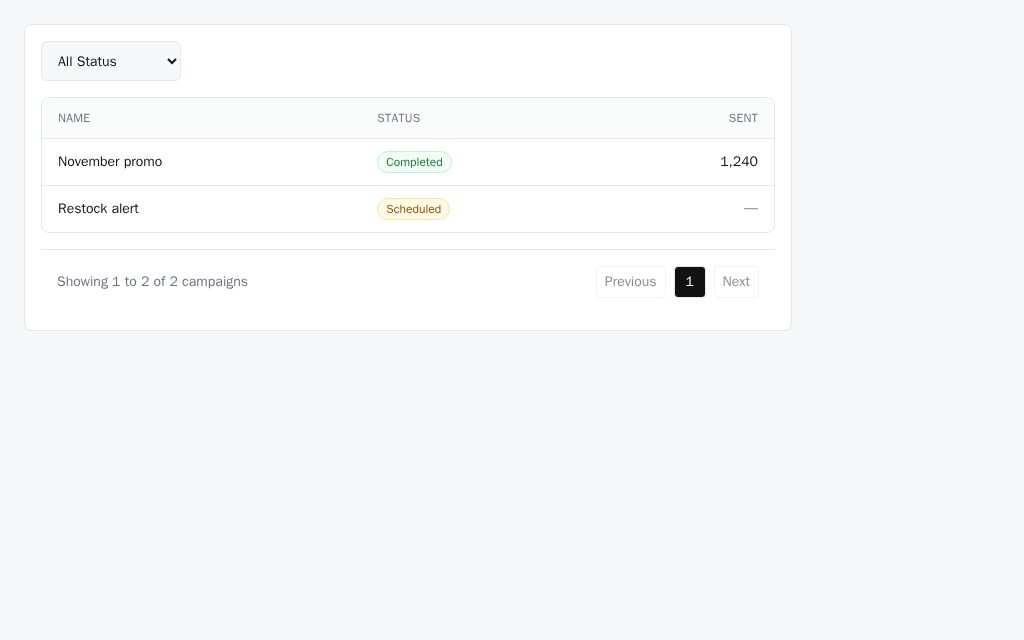 All Status
NAME STATUS SENT
November promo Completed 1,240
Restock alert Scheduled —
Showing 1 to 2 of 2 campaigns Previous 1 Next